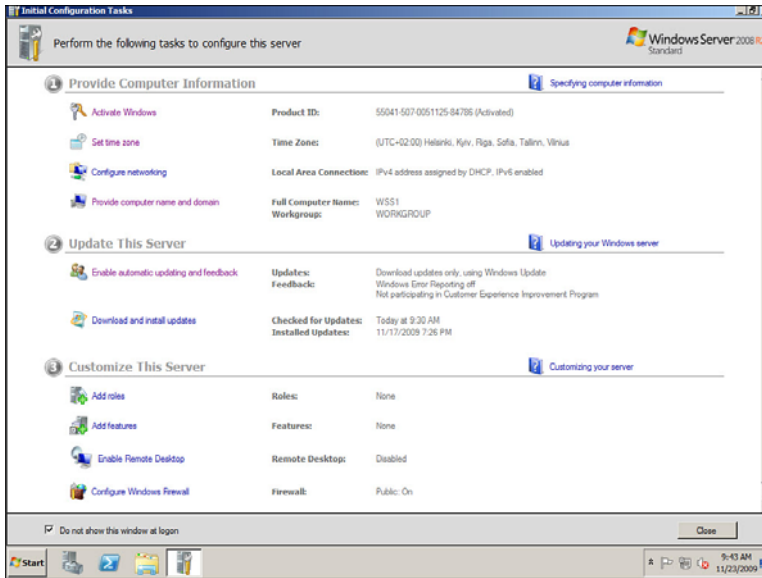 Initial Configuration Tasks
Perform the following tasks to configure this server
Windows Server 2008 R
Standard
1 Provide Computer Information
Specifying computer information
Activate Windows Product ID: 55041-507-0051125-84786 (Activated)
Set time zone Time Zone: (UTC+02:00) Helsinki, Kyiv, Riga, Sofia, Tallinn, Vilnius
Configure networking Local Area Connection: IPv4 address assigned by DHCP, IPv6 enabled
Provide computer name and domain Full Computer Name: WSS1
Workgroup: WORKGROUP
2 Update This Server
Updating your Windows server
Enable automatic updating and feedback Updates: Download updates only, using Windows Update
Feedback: Windows Error Reporting off
Not participating in Customer Experience Improvement Program
Download and install updates Checked for Updates: Today at 9:30 AM
Installed Updates: 11/17/2009 7:26 PM
3 Customize This Server
Customizing your server
Add roles Roles: None
Add features Features: None
Enable Remote Desktop Remote Desktop: Disabled
Configure Windows Firewall Firewall: Public: On
Do not show this window at logon
Close
Start
9:43 AM
11/23/2009